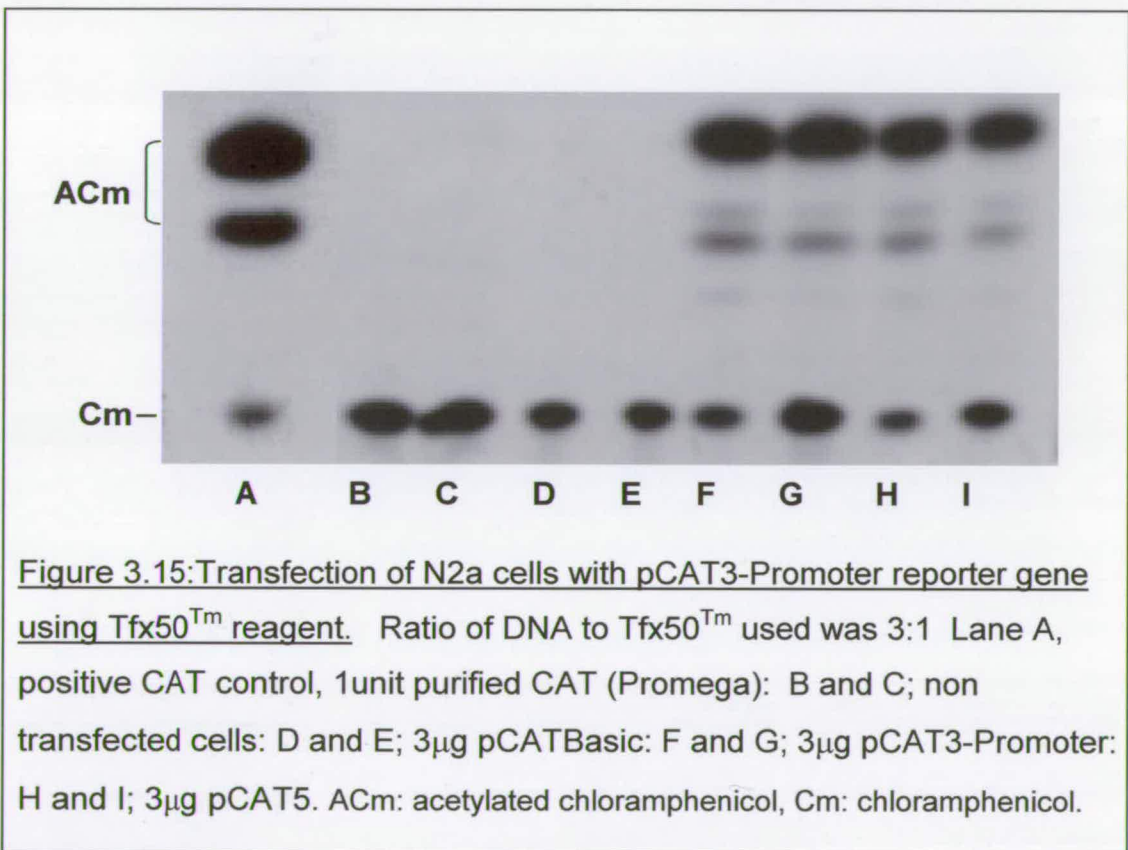 ACm
Cm
A B C D E F G H I
Figure 3.15:Transfection of N2a cells with pCAT3-Promoter reporter gene
using Tfx50Tm reagent. Ratio of DNA to Tfx50Tm used was 3:1 Lane A,
positive CAT control, 1unit purified CAT (Promega): B and C; non
transfected cells: D and E; 3µg pCATBasic: F and G; 3µg pCAT3-Promoter:
H and I; 3µg pCAT5. ACm: acetylated chloramphenicol, Cm: chloramphenicol.